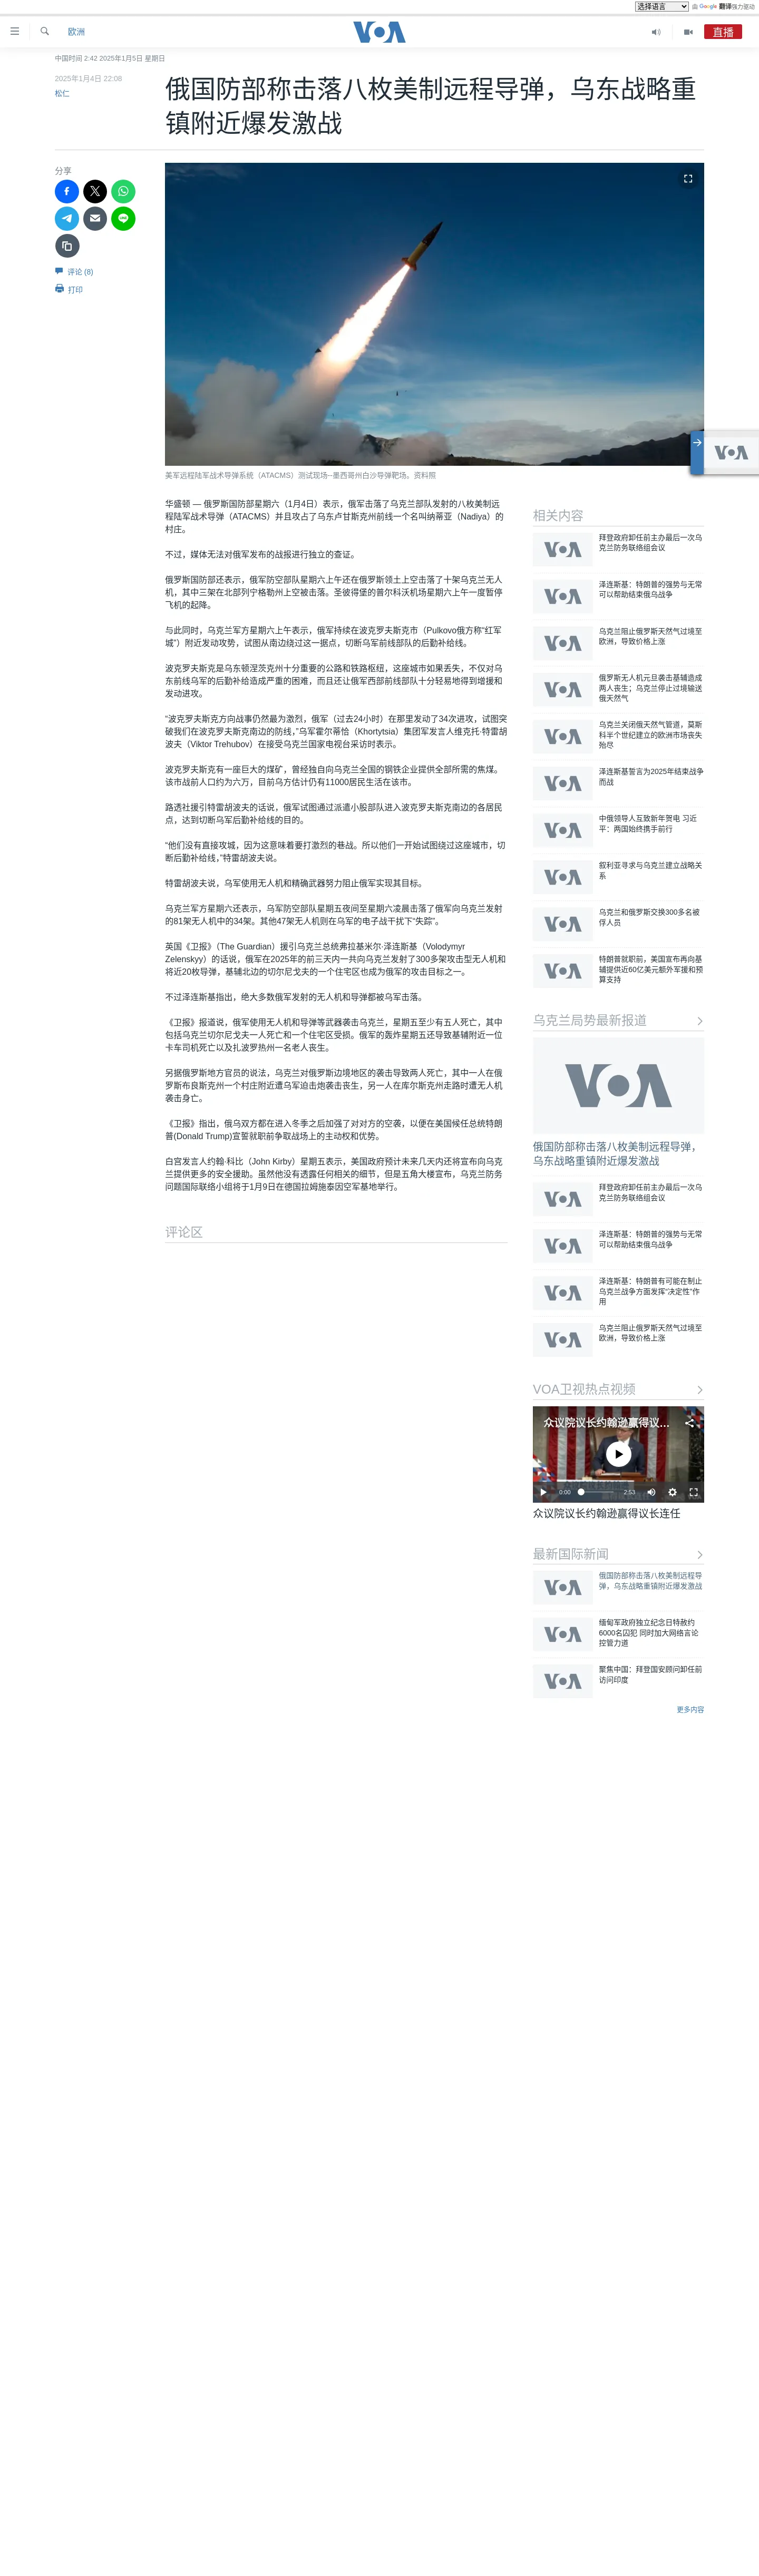 选择语言
由 Google 翻译强力驱动
欧洲
VOA
直播
中国时间 2:42 2025年1月5日 星期日
2025年1月4日 22:08
松仁
俄国防部称击落八枚美制远程导弹，乌东战略重
镇附近爆发激战
分享
评论 (8)
打印
美军远程陆军战术导弹系统（ATACMS）测试现场--墨西哥州白沙导弹靶场。资料照
华盛顿 — 俄罗斯国防部星期六（1月4日）表示，俄军击落了乌克兰部队发射的八枚美制远
程陆军战术导弹（ATACMS）并且攻占了乌东卢甘斯克州前线一个名叫纳蒂亚（Nadiya）的
村庄。
不过，媒体无法对俄军发布的战报进行独立的查证。
俄罗斯国防部还表示，俄军防空部队星期六上午还在俄罗斯领土上空击落了十架乌克兰无人
机，其中三架在北部列宁格勒州上空被击落。圣彼得堡的普尔科沃机场星期六上午一度暂停
飞机的起降。
与此同时，乌克兰军方星期六上午表示，俄军持续在波克罗夫斯克市（Pulkovo俄方称“红军
城”）附近发动攻势，试图从南边绕过这一据点，切断乌军前线部队的后勤补给线。
波克罗夫斯克是乌东顿涅茨克州十分重要的公路和铁路枢纽，这座城市如果丢失，不仅对乌
东前线乌军的后勤补给造成严重的困难，而且还让俄军西部前线部队十分轻易地得到增援和
发动进攻。
“波克罗夫斯克方向战事仍然最为激烈，俄军（过去24小时）在那里发动了34次进攻，试图突
破我们在波克罗夫斯克南边的防线，”乌军霍尔蒂恰（Khortytsia）集团军发言人维克托·特雷胡
波夫（Viktor Trehubov）在接受乌克兰国家电视台采访时表示。
波克罗夫斯克有一座巨大的煤矿，曾经独自向乌克兰全国的钢铁企业提供全部所需的焦煤。
该市战前人口约为六万，目前乌方估计仍有11000居民生活在该市。
路透社援引特雷胡波夫的话说，俄军试图通过派遣小股部队进入波克罗夫斯克南边的各居民
点，达到切断乌军后勤补给线的目的。
“他们没有直接攻城，因为这意味着要打激烈的巷战。所以他们一开始试图绕过这座城市，切
断后勤补给线，”特雷胡波夫说。
特雷胡波夫说，乌军使用无人机和精确武器努力阻止俄军实现其目标。
乌克兰军方星期六还表示，乌军防空部队星期五夜间至星期六凌晨击落了俄军向乌克兰发射
的81架无人机中的34架。其他47架无人机则在乌军的电子战干扰下“失踪”。
英国《卫报》（The Guardian）援引乌克兰总统弗拉基米尔·泽连斯基（Volodymyr
Zelenskyy）的话说，俄军在2025年的前三天内一共向乌克兰发射了300多架攻击型无人机和
将近20枚导弹，基辅北边的切尔尼戈夫的一个住宅区也成为俄军的攻击目标之一。
不过泽连斯基指出，绝大多数俄军发射的无人机和导弹都被乌军击落。
《卫报》报道说，俄军使用无人机和导弹等武器袭击乌克兰，星期五至少有五人死亡，其中
包括乌克兰切尔尼戈夫一人死亡和一个住宅区受损。俄军的轰炸星期五还导致基辅附近一位
卡车司机死亡以及扎波罗热州一名老人丧生。
另据俄罗斯地方官员的说法，乌克兰对俄罗斯边境地区的袭击导致两人死亡，其中一人在俄
罗斯布良斯克州一个村庄附近遭乌军迫击炮袭击丧生，另一人在库尔斯克州走路时遭无人机
袭击身亡。
《卫报》指出，俄乌双方都在进入冬季之后加强了对对方的空袭，以便在美国候任总统特朗
普(Donald Trump)宣誓就职前争取战场上的主动权和优势。
白宫发言人约翰·科比（John Kirby）星期五表示，美国政府预计未来几天内还将宣布向乌克
兰提供更多的安全援助。虽然他没有透露任何相关的细节，但是五角大楼宣布，乌克兰防务
问题国际联络小组将于1月9日在德国拉姆施泰因空军基地举行。
评论区
相关内容
拜登政府卸任前主办最后一次乌
克兰防务联络组会议
泽连斯基：特朗普的强势与无常
可以帮助结束俄乌战争
乌克兰阻止俄罗斯天然气过境至
欧洲，导致价格上涨
俄罗斯无人机元旦袭击基辅造成
两人丧生；乌克兰停止过境输送
俄天然气
乌克兰关闭俄天然气管道，莫斯
科半个世纪建立的欧洲市场丧失
殆尽
泽连斯基誓言为2025年结束战争
而战
中俄领导人互致新年贺电 习近
平：两国始终携手前行
叙利亚寻求与乌克兰建立战略关
系
乌克兰和俄罗斯交换300多名被
俘人员
特朗普就职前，美国宣布再向基
辅提供近60亿美元额外军援和预
算支持
乌克兰局势最新报道
俄国防部称击落八枚美制远程导弹，
乌东战略重镇附近爆发激战
拜登政府卸任前主办最后一次乌
克兰防务联络组会议
泽连斯基：特朗普的强势与无常
可以帮助结束俄乌战争
泽连斯基：特朗普有可能在制止
乌克兰战争方面发挥“决定性”作
用
乌克兰阻止俄罗斯天然气过境至
欧洲，导致价格上涨
VOA卫视热点视频
众议院议长约翰逊赢得议...
0:00
2:53
众议院议长约翰逊赢得议长连任
最新国际新闻
俄国防部称击落八枚美制远程导
弹，乌东战略重镇附近爆发激战
缅甸军政府独立纪念日特赦约
6000名囚犯 同时加大网络言论
控管力道
聚焦中国：拜登国安顾问卸任前
访问印度
更多内容